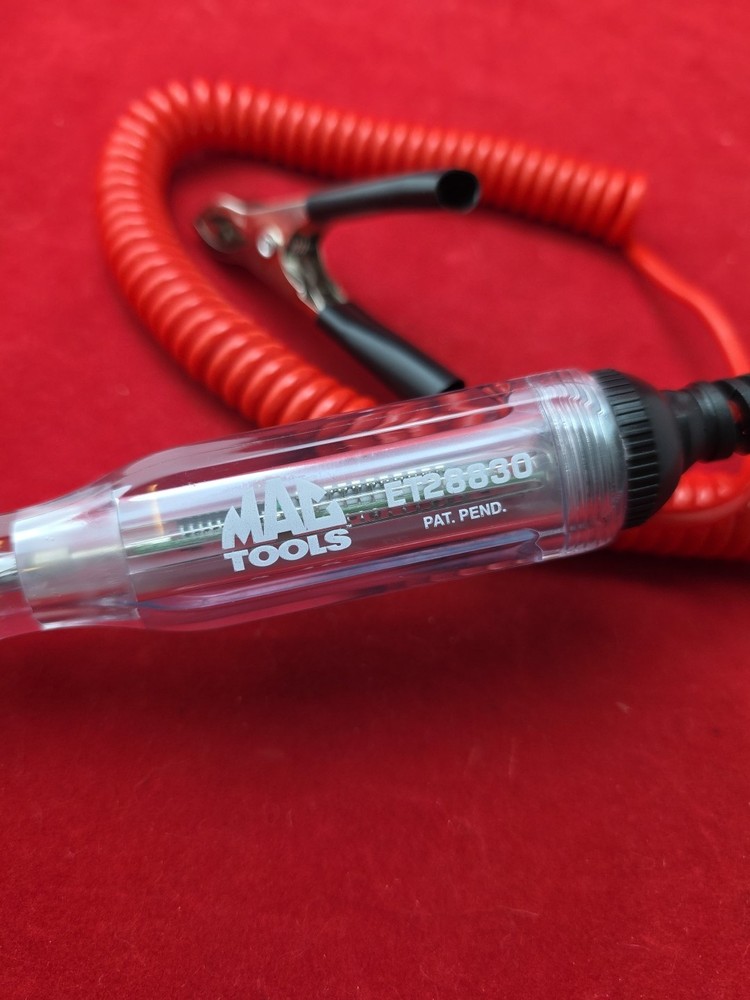 MAC
TOOLS
ET28830
PAT. PEND.